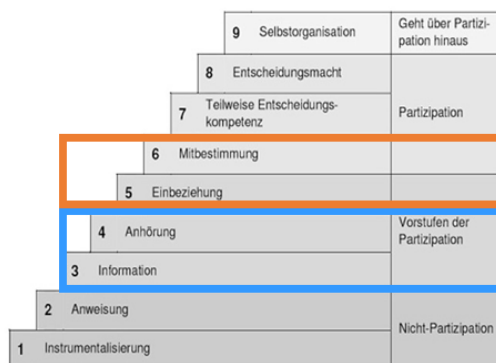 9 Selbstorganisation
Geht über Partizi-
pation hinaus
8 Entscheidungsmacht
7 Teilweise Entscheidungs-
kompetenz
Partizipation
6 Mitbestimmung
5 Einbeziehung
4 Anhörung
Vorstufen der
Partizipation
3 Information
2 Anweisung
Nicht-Partizipation
1 Instrumentalisierung